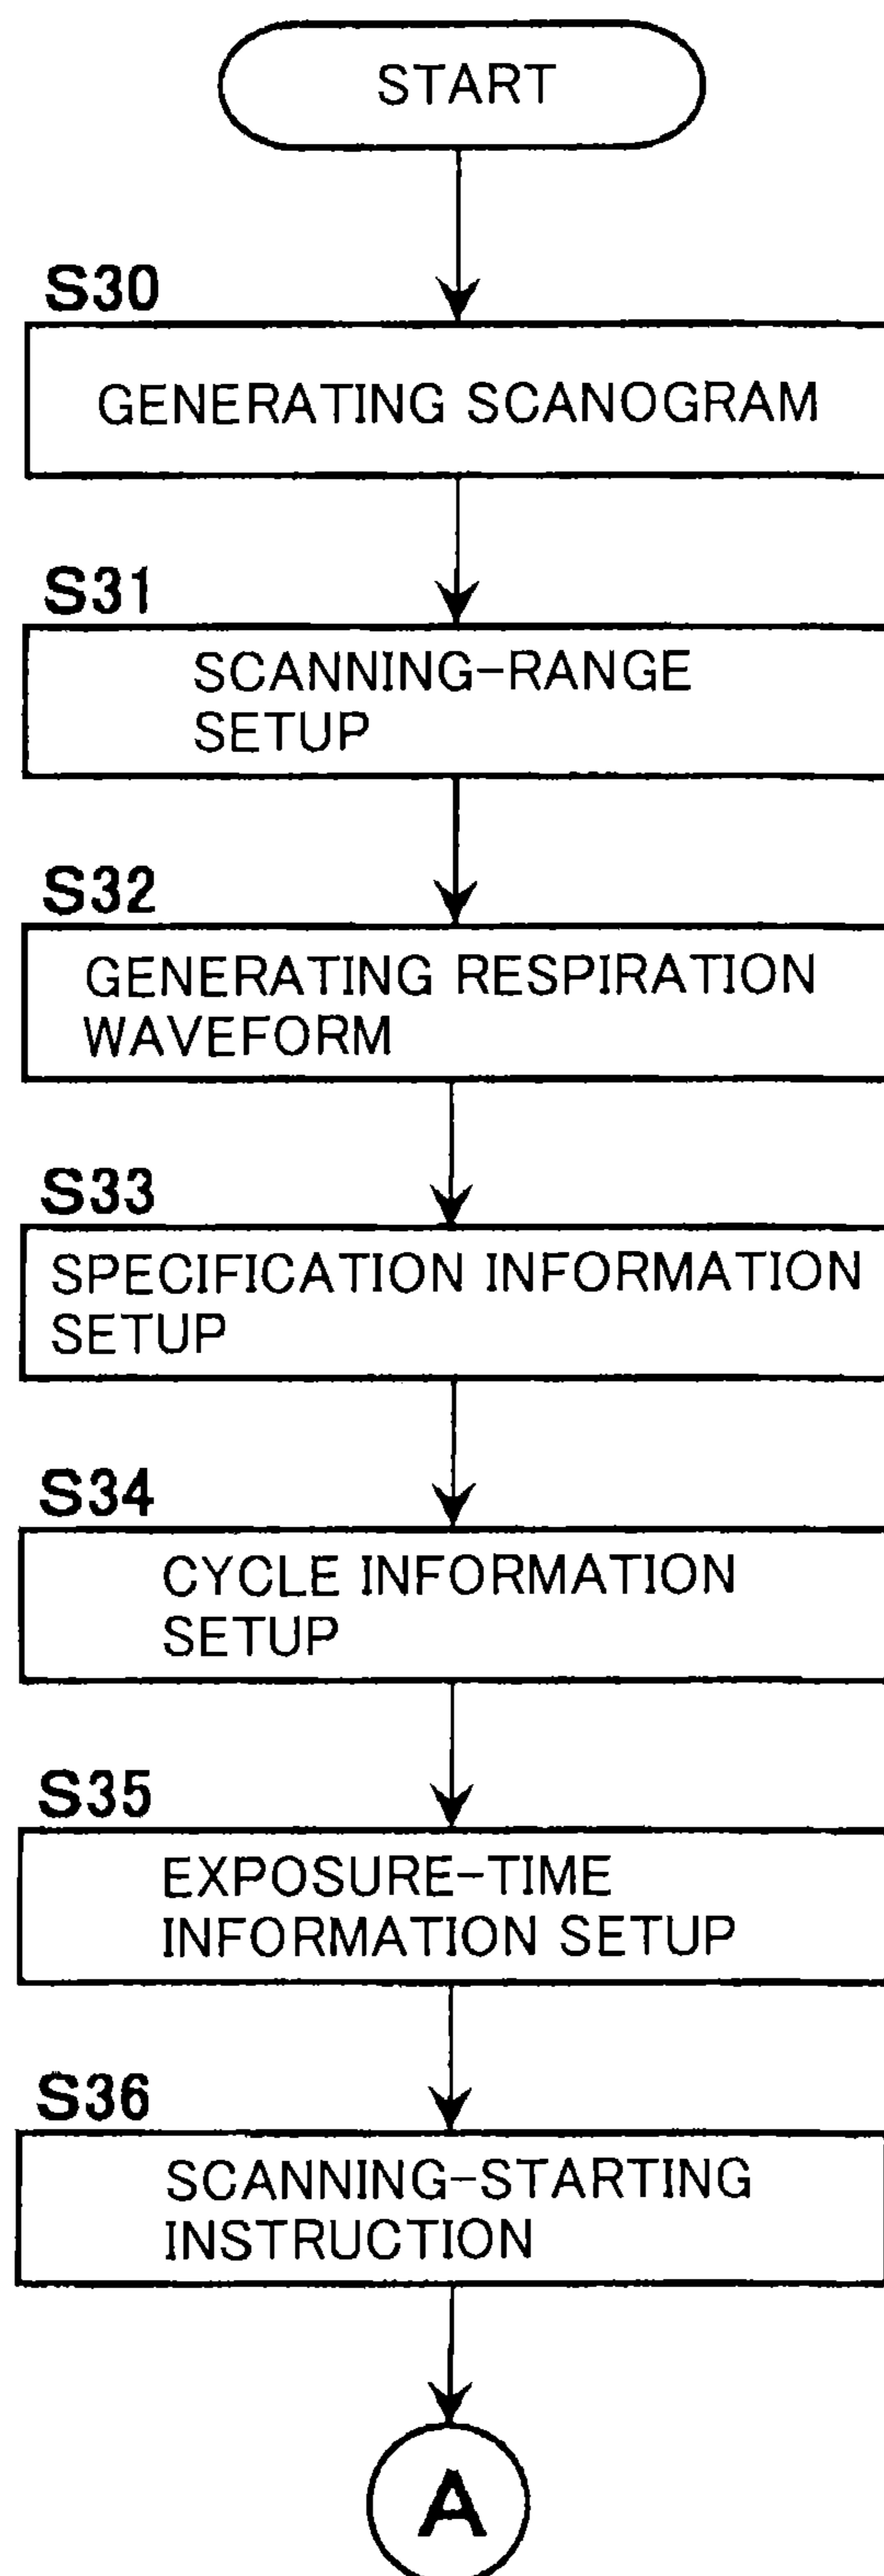 START
S30
GENERATING SCANOGRAM
S31
SCANNING-RANGE
SETUP
S32
GENERATING RESPIRATION
WAVEFORM
S33
SPECIFICATION INFORMATION
SETUP
S34
CYCLE INFORMATION
SETUP
S35
EXPOSURE-TIME
INFORMATION SETUP
S36
SCANNING-STARTING
INSTRUCTION
A